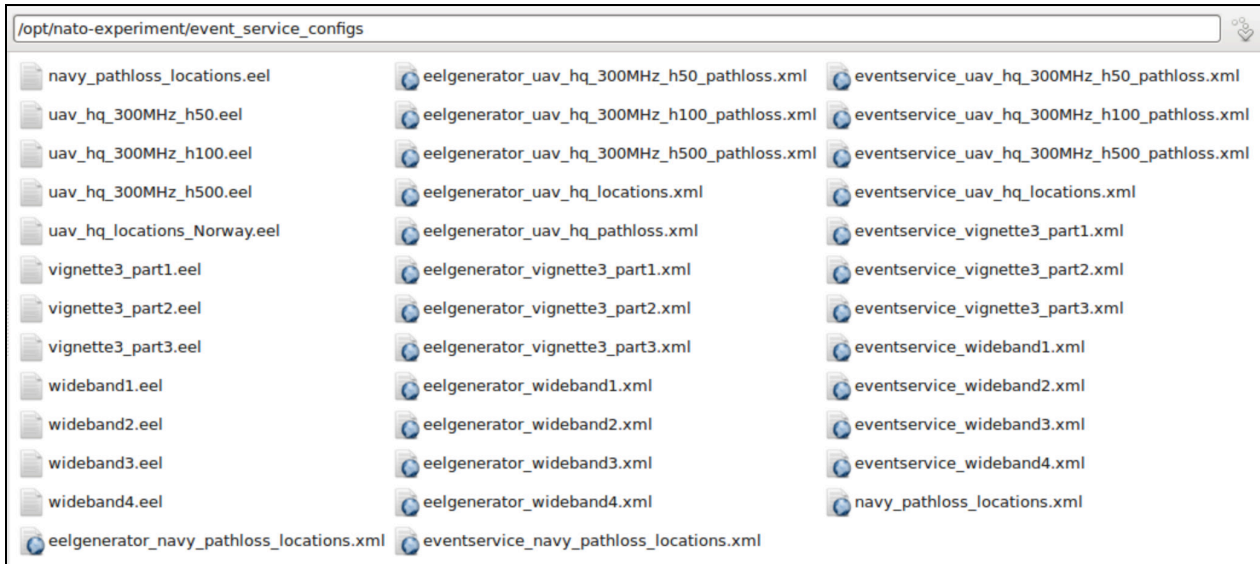 /opt/nato-experiment/event_service_configs
navy_pathloss_locations.eel eelgenerator_uav_hq_300MHz_h50_pathloss.xml eventservice_uav_hq_300MHz_h50_pathloss.xml
uav_hq_300MHz_h50.eel eelgenerator_uav_hq_300MHz_h100_pathloss.xml eventservice_uav_hq_300MHz_h100_pathloss.xml
uav_hq_300MHz_h100.eel eelgenerator_uav_hq_300MHz_h500_pathloss.xml eventservice_uav_hq_300MHz_h500_pathloss.xml
uav_hq_300MHz_h500.eel eelgenerator_uav_hq_locations.xml eventservice_uav_hq_locations.xml
uav_hq_locations_Norway.eel eelgenerator_uav_hq_pathloss.xml eventservice_vignette3_part1.xml
vignette3_part1.eel eelgenerator_vignette3_part1.xml eventservice_vignette3_part2.xml
vignette3_part2.eel eelgenerator_vignette3_part2.xml eventservice_vignette3_part3.xml
vignette3_part3.eel eelgenerator_vignette3_part3.xml eventservice_wideband1.xml
wideband1.eel eelgenerator_wideband1.xml eventservice_wideband2.xml
wideband2.eel eelgenerator_wideband2.xml eventservice_wideband3.xml
wideband3.eel eelgenerator_wideband3.xml eventservice_wideband4.xml
wideband4.eel eelgenerator_wideband4.xml navy_pathloss_locations.xml
eelgenerator_navy_pathloss_locations.xml eventservice_navy_pathloss_locations.xml